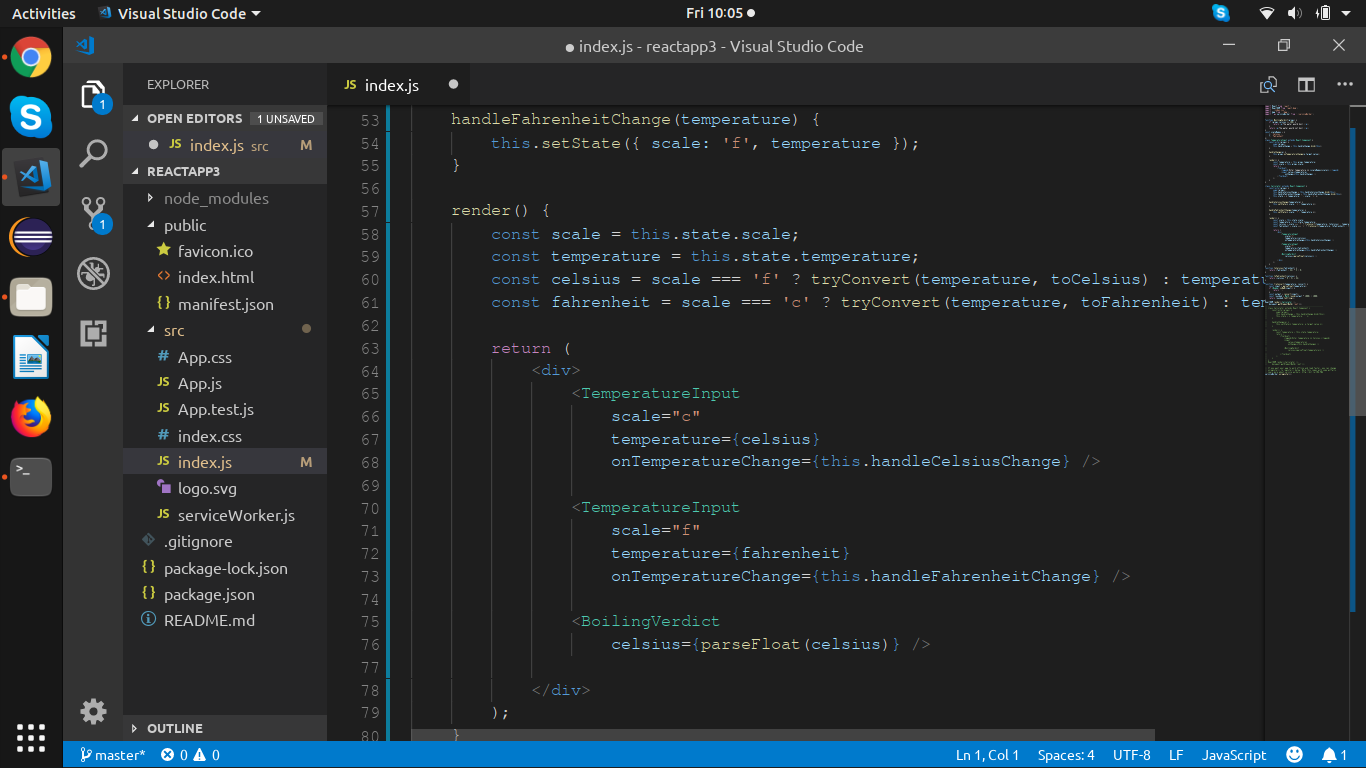 Activities Visual Studio Code Fri 10:05
index.js - reactapp3 - Visual Studio Code
EXPLORER
JS index.js
1
OPEN EDITORS 1 UNSAVED
JS index.js src M
REACTAPP3
node_modules
public
favicon.ico
<> index.html
{} manifest.json
src
# App.css
JS App.js
JS App.test.js
# index.css
JS index.js M
logo.svg
JS serviceWorker.js
.gitignore
{} package-lock.json
{} package.json
README.md
OUTLINE
1
53 handleFahrenheitChange(temperature) {
54 this.setState({ scale: 'f', temperature });
55 }
56
57 render() {
58 const scale = this.state.scale;
59 const temperature = this.state.temperature;
60 const celsius = scale === 'f' ? tryConvert(temperature, toCelsius) : temperat
61 const fahrenheit = scale === 'c' ? tryConvert(temperature, toFahrenheit) : tem
62
63 return (
64 <div>
65 <TemperatureInput
66 scale="c"
67 temperature={celsius}
68 onTemperatureChange={this.handleCelsiusChange} />
69
70 <TemperatureInput
71 scale="f"
72 temperature={fahrenheit}
73 onTemperatureChange={this.handleFahrenheitChange} />
74
75 <BoilingVerdict
76 celsius={parseFloat(celsius)} />
77
78 </div>
79 );
80 }
master* 0 0 Ln 1, Col 1 Spaces: 4 UTF-8 LF JavaScript 1